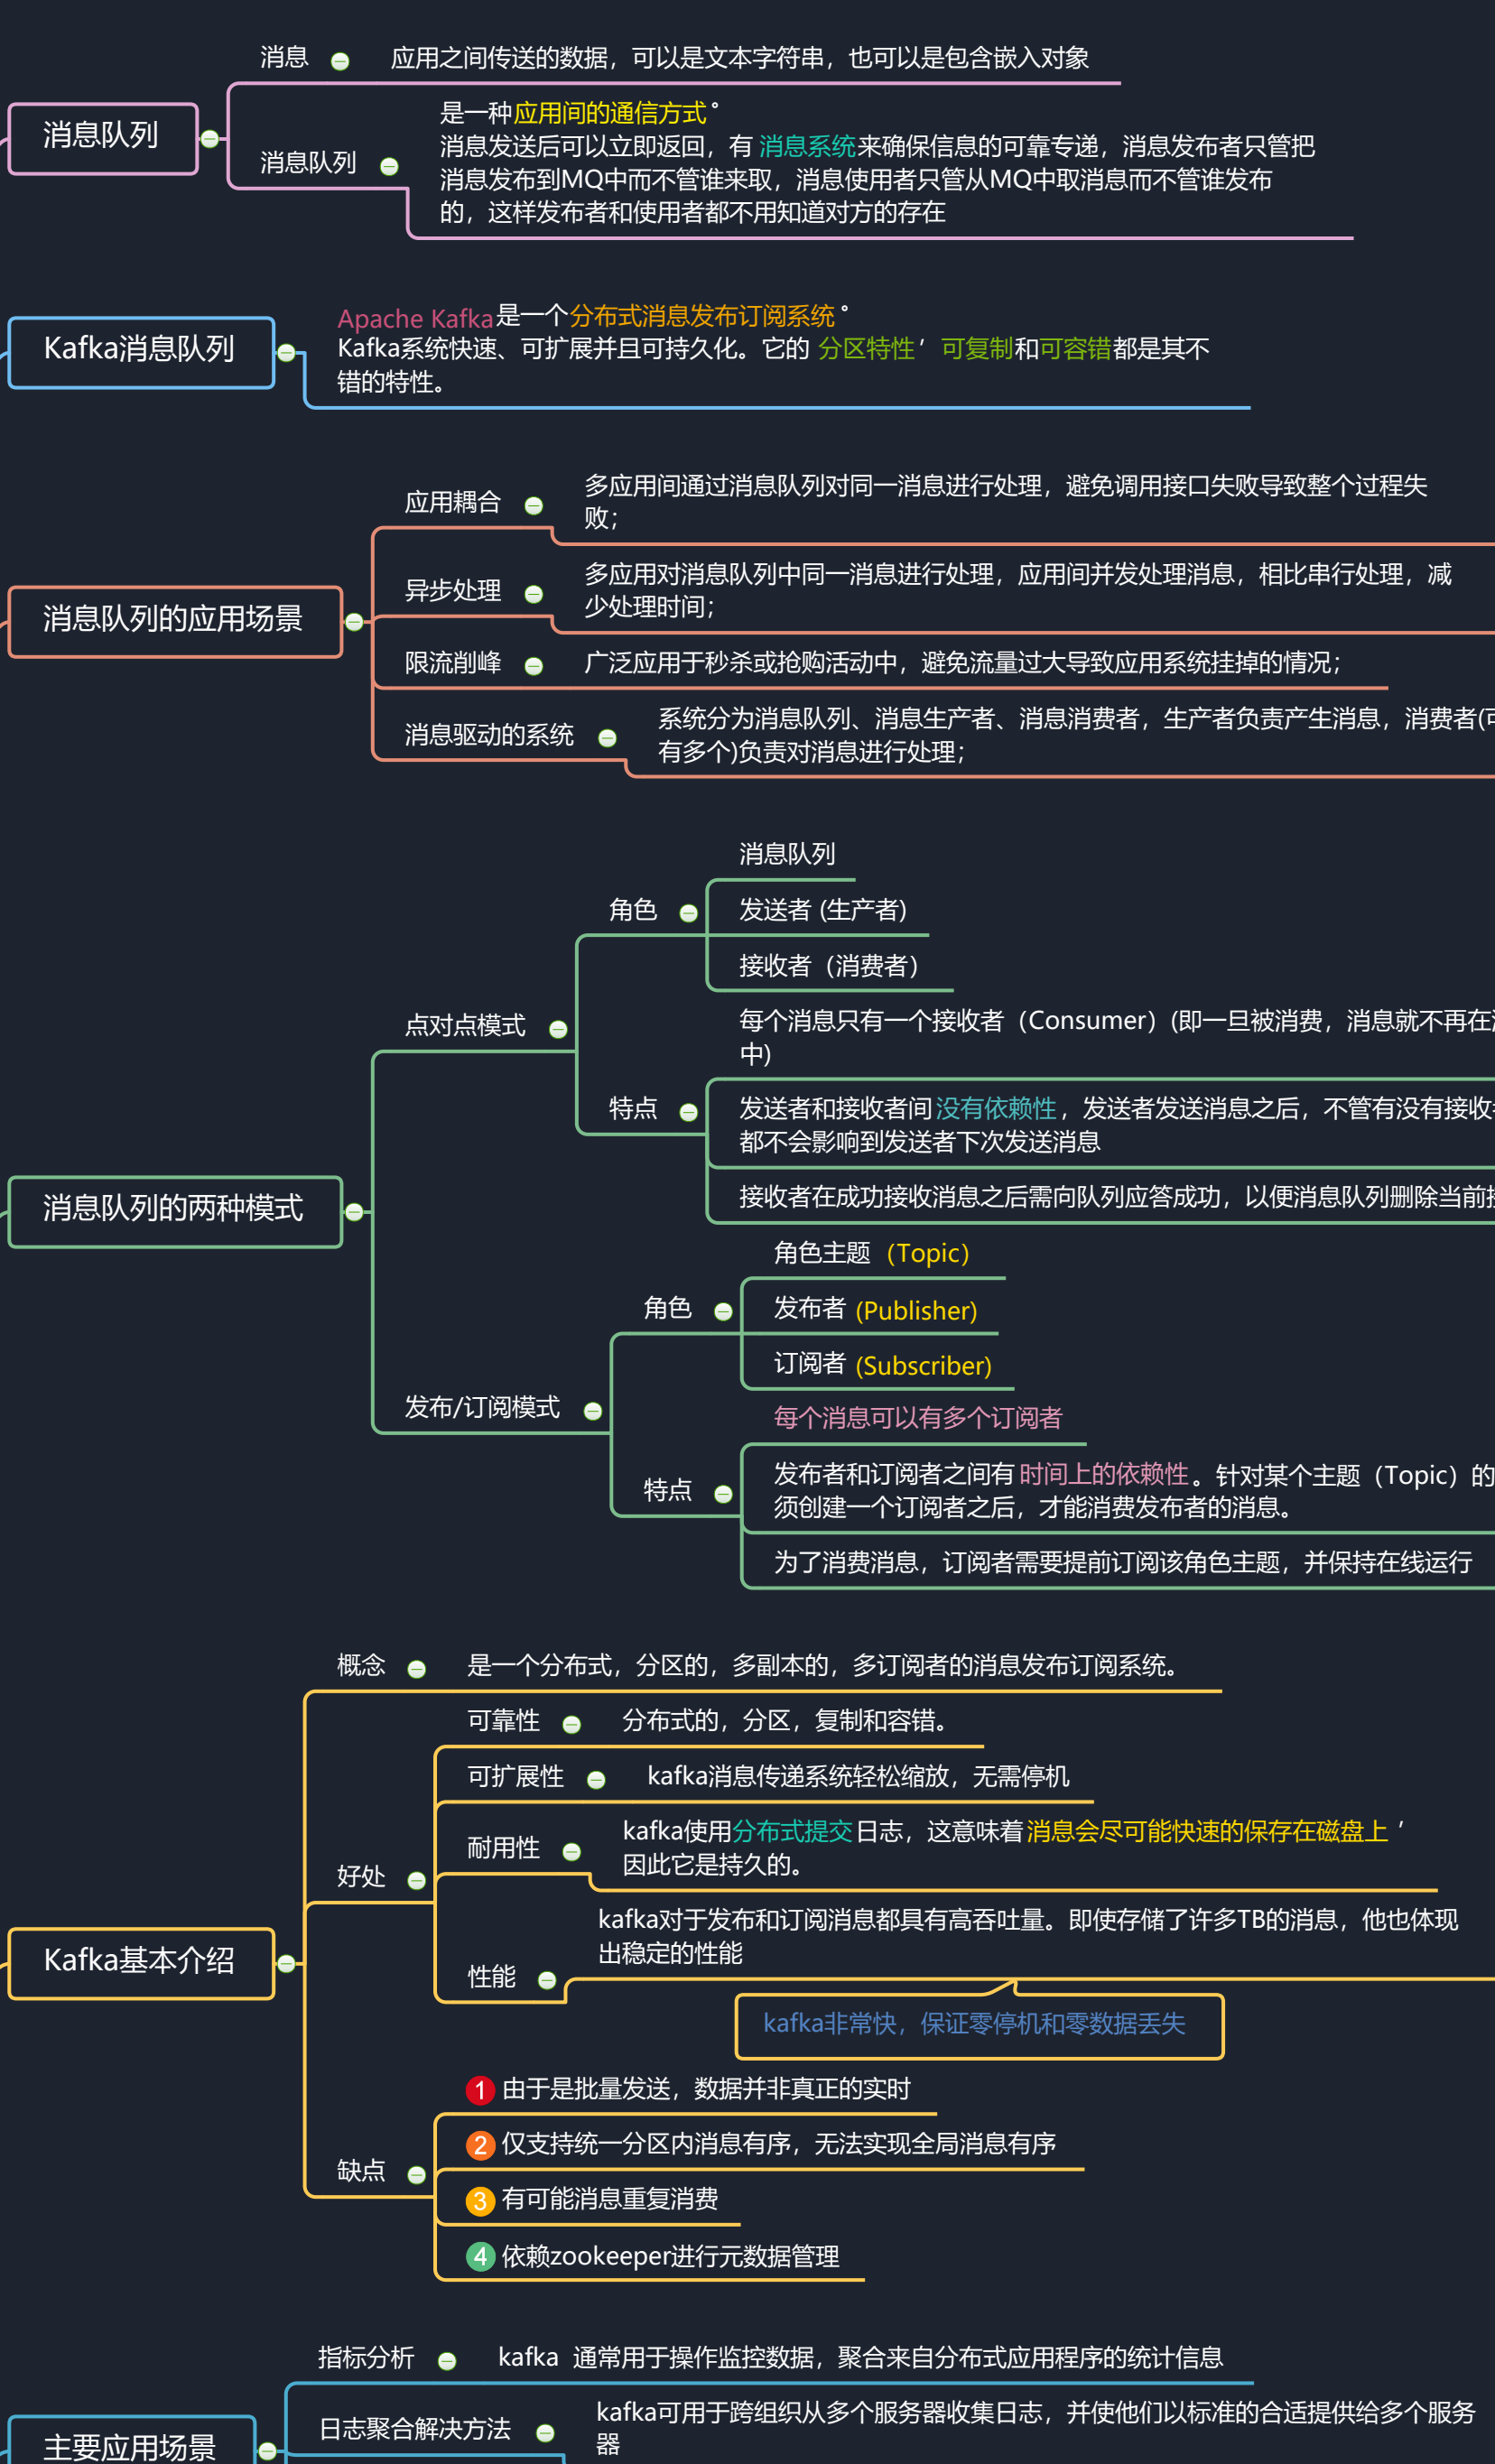 消息
应用之间传送的数据，可以是文本字符串，也可以是包含嵌入对象
消息队列
消息队列
是一种应用间的通信方式。
消息发送后可以立即返回，有消息系统来确保信息的可靠专递，消息发布者只管把
消息发布到MQ中而不管谁来取，消息使用者只管从MQ中取消息而不管谁发布
的，这样发布者和使用者都不用知道对方的存在
Kafka消息队列
Apache Kafka是一个分布式消息发布订阅系统。
Kafka系统快速、可扩展并且可持久化。它的 分区特性，可复制和可容错都是其不
错的特性。
消息队列的应用场景
应用耦合
多应用间通过消息队列对同一消息进行处理，避免调用接口失败导致整个过程失
败；
异步处理
多应用对消息队列中同一消息进行处理，应用间并发处理消息，相比串行处理，减
少处理时间；
限流削峰
广泛应用于秒杀或抢购活动中，避免流量过大导致应用系统挂掉的情况；
消息驱动的系统
系统分为消息队列、消息生产者、消息消费者，生产者负责产生消息，消费者(可
有多个)负责对消息进行处理；
消息队列的两种模式
点对点模式
角色
消息队列
发送者 (生产者)
接收者（消费者）
特点
每个消息只有一个接收者（Consumer）(即一旦被消费，消息就不再在
中)
发送者和接收者间没有依赖性，发送者发送消息之后，不管有没有接收
都不会影响到发送者下次发送消息
接收者在成功接收消息之后需向队列应答成功，以便消息队列删除当前
发布/订阅模式
角色
角色主题（Topic）
发布者 (Publisher)
订阅者 (Subscriber)
特点
每个消息可以有多个订阅者
发布者和订阅者之间有时间上的依赖性。针对某个主题（Topic）的
须创建一个订阅者之后，才能消费发布者的消息。
为了消费消息，订阅者需要提前订阅该角色主题，并保持在线运行
Kafka基本介绍
概念
是一个分布式，分区的，多副本的，多订阅者的消息发布订阅系统。
好处
可靠性
分布式的，分区，复制和容错。
可扩展性
kafka消息传递系统轻松缩放，无需停机
耐用性
kafka使用分布式提交日志，这意味着消息会尽可能快速的保存在磁盘上，
因此它是持久的。
性能
kafka对于发布和订阅消息都具有高吞吐量。即使存储了许多TB的消息，他也体现
出稳定的性能
kafka非常快，保证零停机和零数据丢失
缺点
1 由于是批量发送，数据并非真正的实时
2 仅支持统一分区内消息有序，无法实现全局消息有序
3 有可能消息重复消费
4 依赖zookeeper进行元数据管理
主要应用场景
指标分析
kafka 通常用于操作监控数据，聚合来自分布式应用程序的统计信息
日志聚合解决方法
kafka可用于跨组织从多个服务器收集日志，并使他们以标准的合适提供给多个服务
器